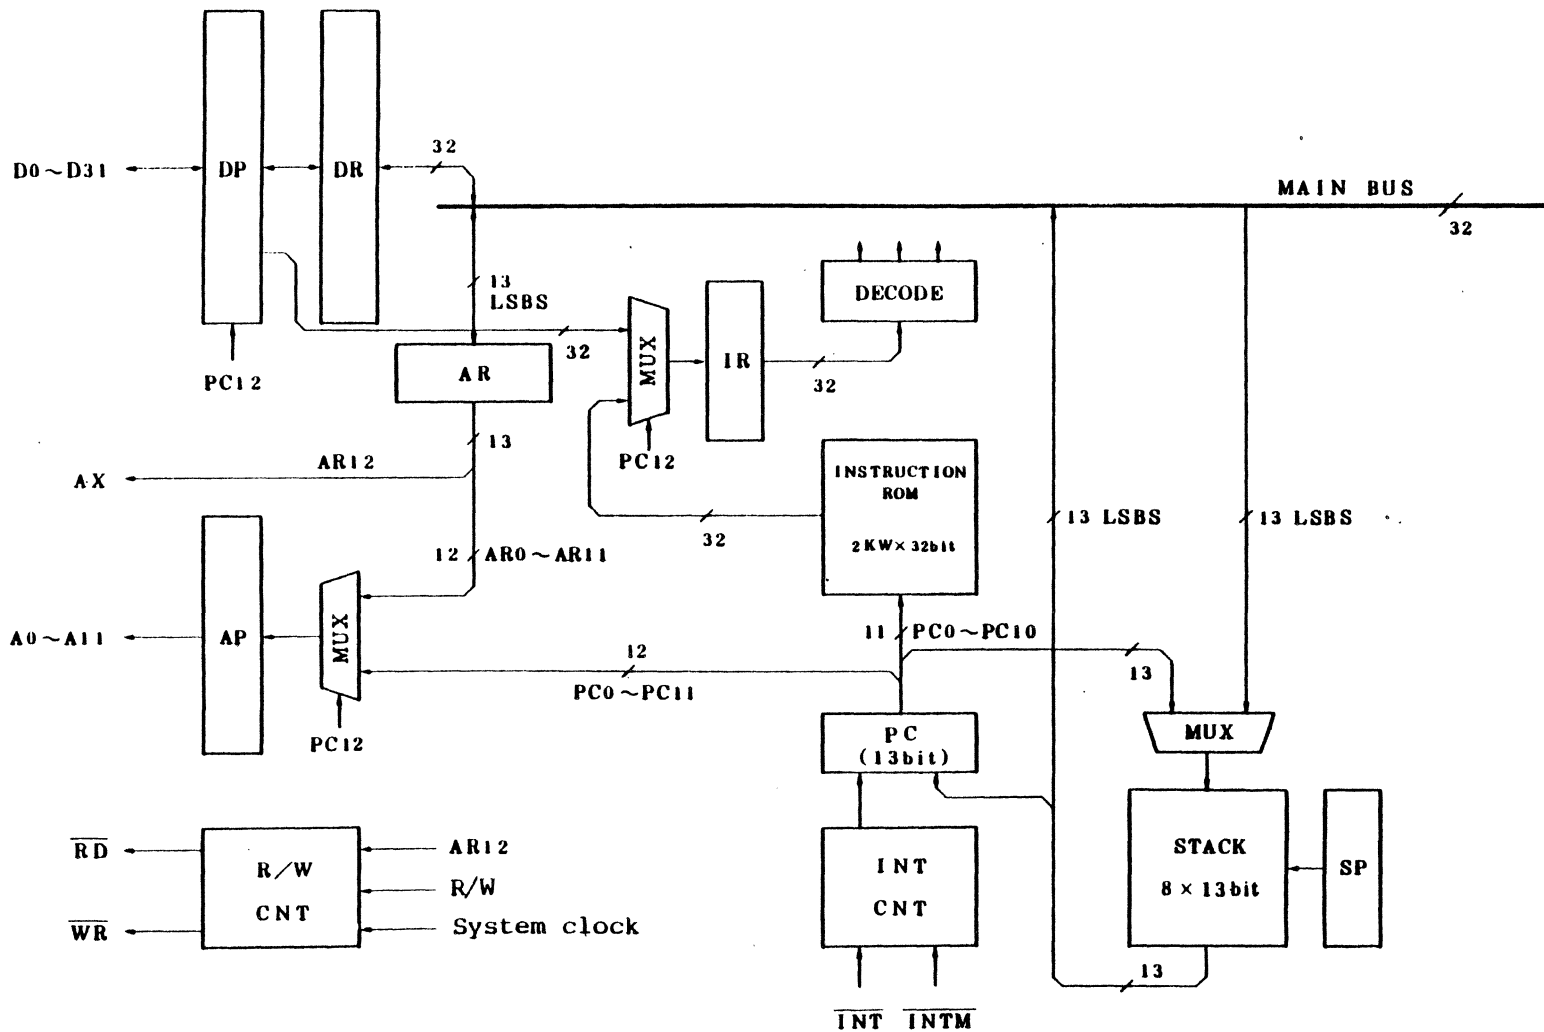 MAIN BUS
32
32
D0~D31
DP
DR
13
LSBS
DECODE
PC12
32
MUX
IR
32
AR
PC12
13
AR12
AX
INSTRUCTION
ROM
2KW×32bit
32
13 LSBS
13 LSBS
12
AR0~AR11
A0~A11
AP
MUX
11
PC0~PC10
12
PC0~PC11
13
PC12
PC
(13bit)
MUX
RD
WR
R/W
CNT
AR12
R/W
System clock
INT
CNT
STACK
8×13bit
SP
13
INT
INTM